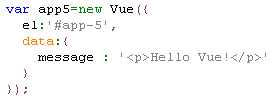 var app5=new Vue({
  el:'#app-5',
  data:{
    message : '<p>Hello Vue!</p>'
  }
});